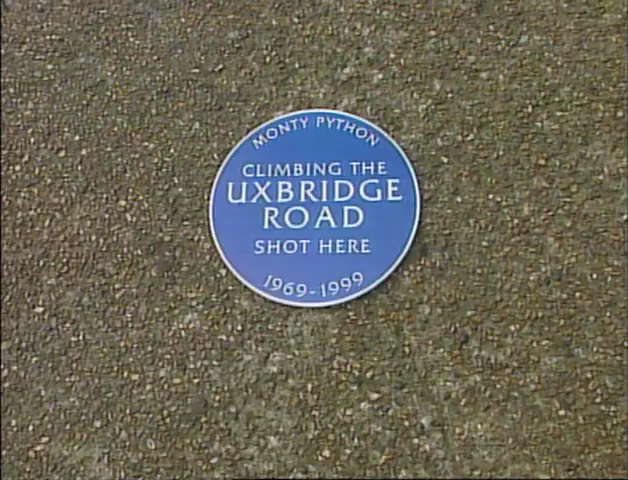 MONTY PYTHON
CLIMBING THE
UXBRIDGE
ROAD
SHOT HERE
1969-1999